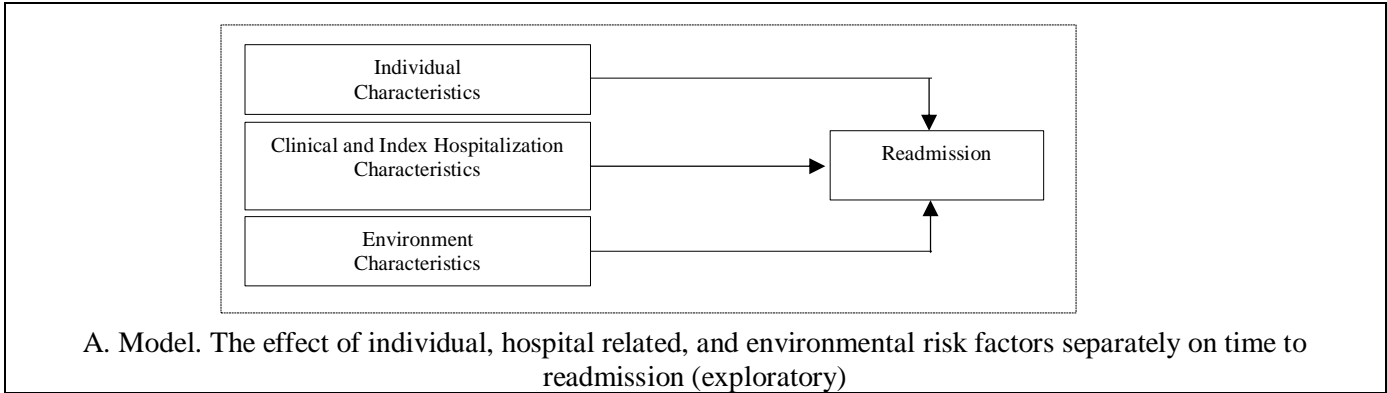 Individual
Characteristics
Clinical and Index Hospitalization
Characteristics
Readmission
Environment
Characteristics
A. Model. The effect of individual, hospital related, and environmental risk factors separately on time to
readmission (exploratory)